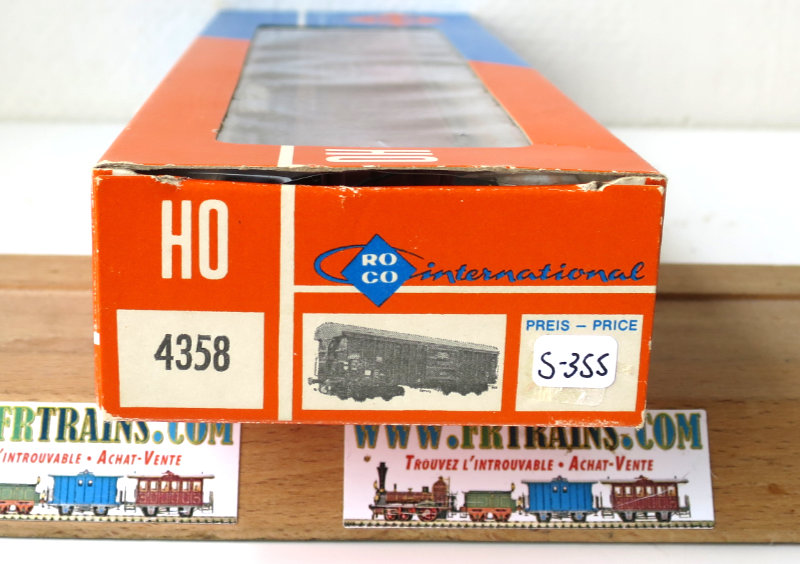 HO
HO
ROCO international
4358
PREIS – PRICE
S-355
FRTRAINS.COM
L'INTROUVABLE • ACHAT-VENTE
WWW.FRTRAINS.COM
TROUVEZ L'INTROUVABLE • ACHAT-VENTE